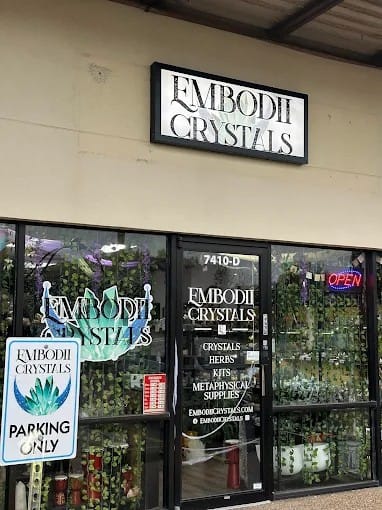 EMBODII
CRYSTALS
7410-D
EMBODII
CRYSTALS
OPEN
EMBODII
CRYSTALS
CRYSTALS
HERBS
KITS
METAPHYSICAL
SUPPLIES
EMBODIICRYSTALS.COM
EMBODIICRYSTALS
EMBODII
CRYSTALS
PARKING
ONLY